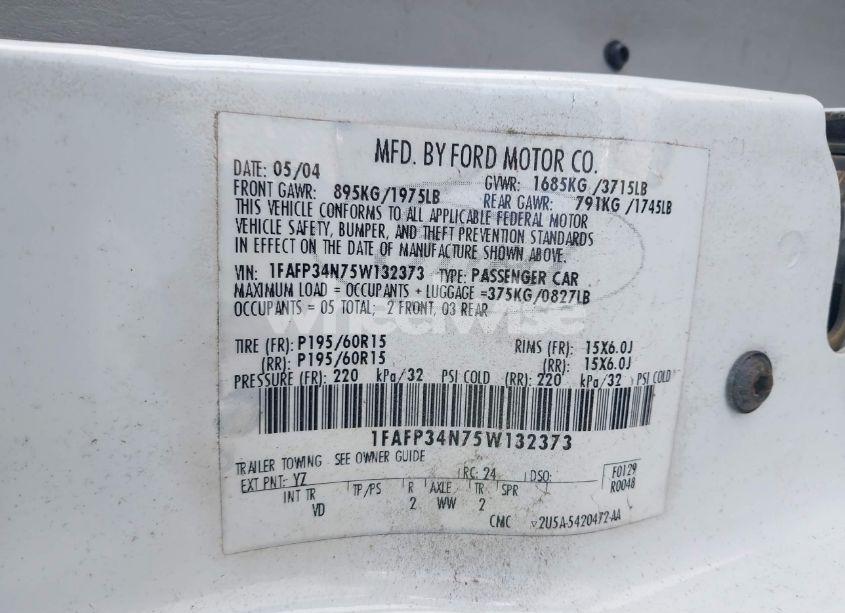 MFD. BY FORD MOTOR CO.
DATE: 05/04 GVWR: 1685KG /3715LB
FRONT GAWR: 895KG/1975LB REAR GAWR: 791KG /1745LB
THIS VEHICLE CONFORMS TO ALL APPLICABLE FEDERAL MOTOR
VEHICLE SAFETY, BUMPER, AND THEFT PREVENTION STANDARDS
IN EFFECT ON THE DATE OF MANUFACTURE SHOWN ABOVE.
VIN: 1FAFP34N75W132373 TYPE: PASSENGER CAR
MAXIMUM LOAD = OCCUPANTS + LUGGAGE =375KG/0827LB
OCCUPANTS = 05 TOTAL; 2 FRONT, 03 REAR
wheelwise
TIRE (FR): P195/60R15 RIMS (FR): 15X6.0J
(RR): P195/60R15 (RR): 15X6.0J
PRESSURE (FR): 220 kPa/32 PSI COLD (RR): 220 kPa/32 PSI COLD
1FAFP34N75W132373
TRAILER TOWING SEE OWNER GUIDE
EXT PNT: YZ RC: 24 DSO: F0129
INT TR TP/PS R AXLE TR SPR R0048
VD 2 WW 2
CMC 2U5A-5420472-AA